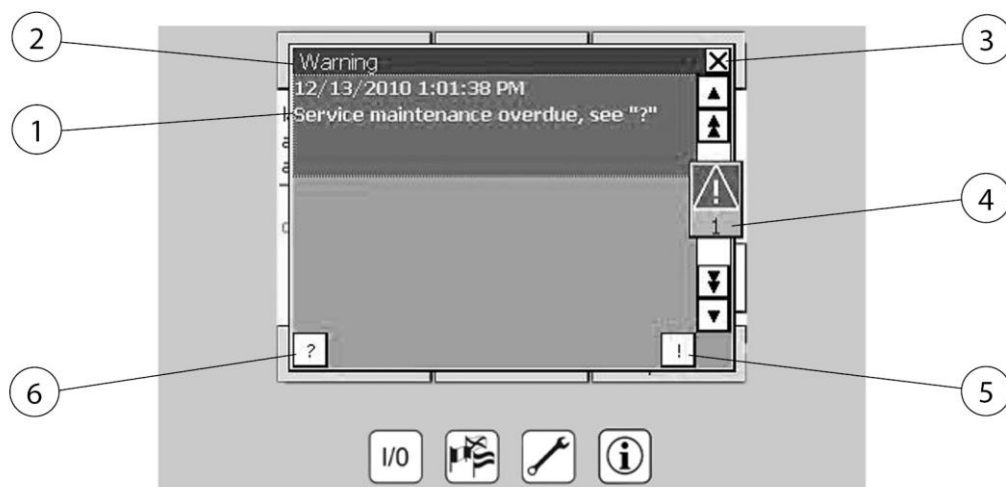 2
3
Warning
12/13/2010 1:01:38 PM
1
Service maintenance overdue, see "?"
4
1
?
!
6
5
I/0